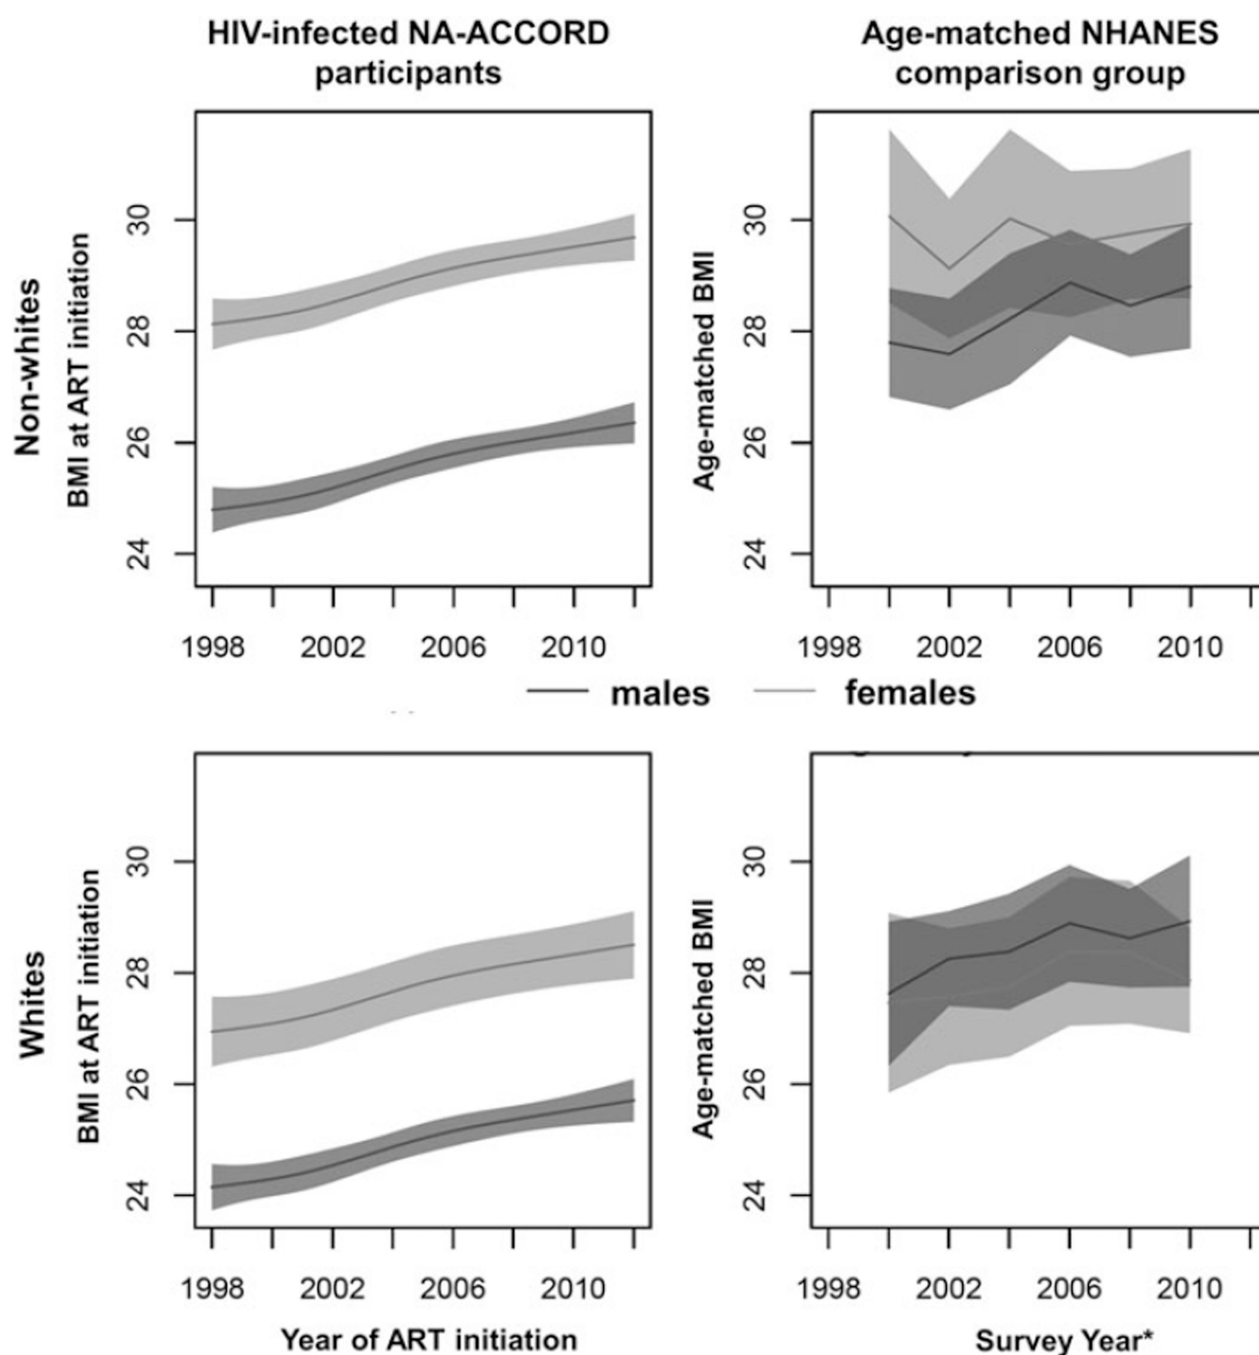 HIV-infected NA-ACCORD
participants
Age-matched NHANES
comparison group
Non-whites
BMI at ART initiation
30
28
26
24
1998 2002 2006 2010
Age-matched BMI
30
28
26
24
1998 2002 2006 2010
males females
Whites
BMI at ART initiation
30
28
26
24
1998 2002 2006 2010
Year of ART initiation
Age-matched BMI
30
28
26
24
1998 2002 2006 2010
Survey Year*